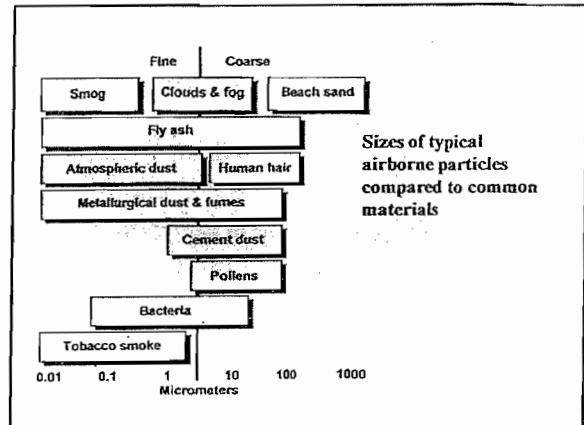 Fine Coarse
Smog Clouds & fog Beach sand
Fly ash
Atmospheric dust Human hair
Metallurgical dust & fumes
Cement dust
Pollens
Bacteria
Tobacco smoke
0.01 0.1 1 10 100 1000
Micrometers
Sizes of typical
airborne particles
compared to common
materials